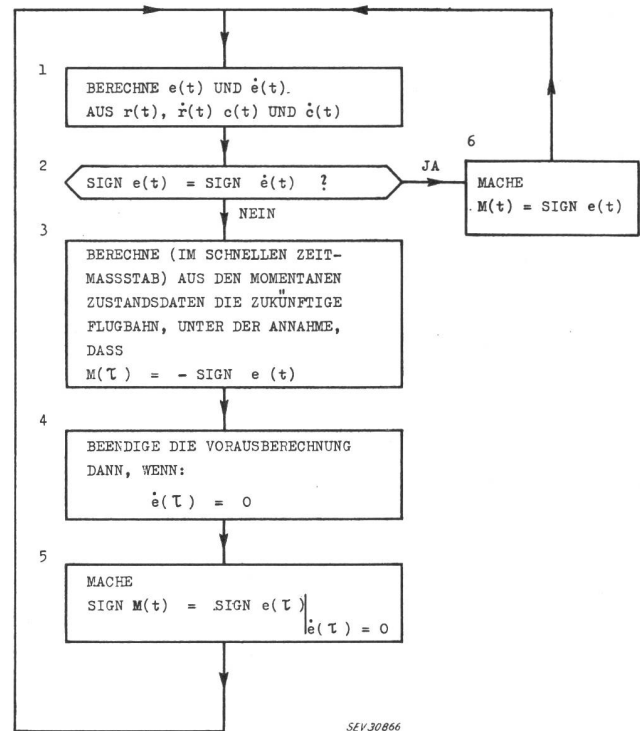 1
BERECHNE e(t) UND ė(t).
AUS r(t), ṙ(t) c(t) UND ċ(t)
2
SIGN e(t) = SIGN ė(t) ?
JA
6
MACHE
M(t) = SIGN e(t)
NEIN
3
BERECHNE (IM SCHNELLEN ZEIT-
MASSSTAB) AUS DEN MOMENTANEN
ZUSTANDSDATEN DIE ZUKÜNFTIGE
FLUGBAHN, UNTER DER ANNAHME,
DASS
M(τ) = - SIGN e (t)
4
BEENDIGE DIE VORAUSBERECHNUNG
DANN, WENN:
ė(τ) = 0
5
MACHE
SIGN M(t) = SIGN e(τ)|
ė(τ) = 0
SEV30866